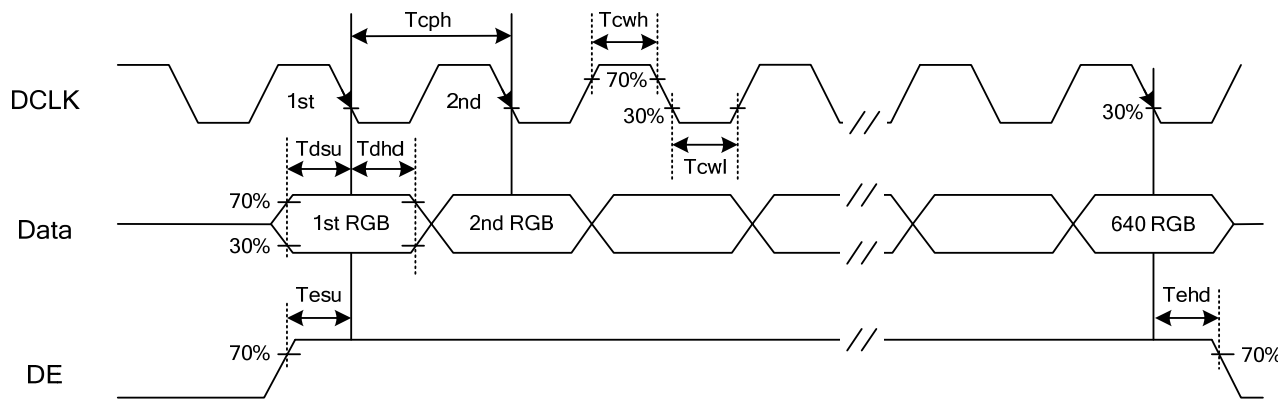 Tcph
Tcwh
DCLK
1st
2nd
70%
30%
30%
Tcwl
Tdsu
Tdhd
70%
Data
1st RGB
2nd RGB
640 RGB
30%
Tesu
Tehd
70%
70%
DE